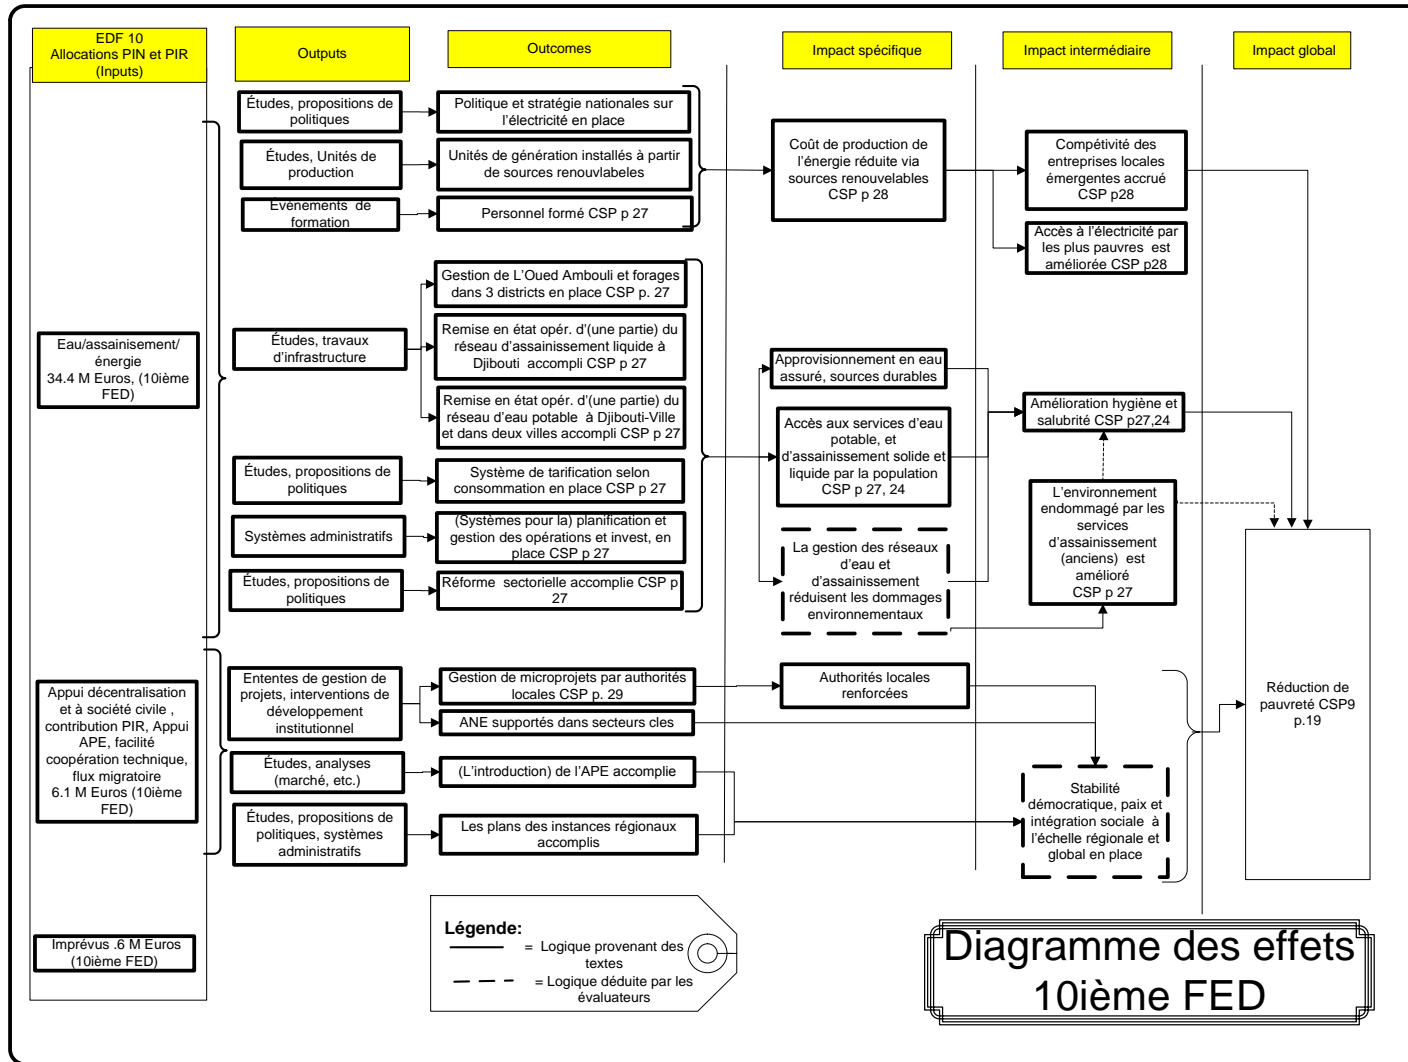 EDF 10
Allocations PIN et PIR
(Inputs)
Outputs
Outcomes
Impact spécifique
Impact intermédiaire
Impact global
Études, propositions de
politiques
Politique et stratégie nationales sur
l'électricité en place
Études, Unités de
production
Unités de génération installés à partir
de sources renouvlabeles
Événements de
formation
Personnel formé CSP p 27
Coût de production de
l'énergie réduite via
sources renouvelables
CSP p 28
Compétivité des
entreprises locales
émergentes accrué
CSP p28
Accès à l'électricité par
les plus pauvres est
améliorée CSP p28
Eau/assainisement/
énergie
34.4 M Euros, (10ième
FED)
Études, travaux
d'infrastructure
Gestion de L'Oued Ambouli et forages
dans 3 districts en place CSP p. 27
Remise en état opér. d'(une partie) du
réseau d'assainissement liquide à
Djibouti accompli CSP p 27
Remise en état opér. d'(une partie) du
réseau d'eau potable à Djibouti-Ville
et dans deux villes accompli CSP p 27
Études, propositions de
politiques
Système de tarification selon
consommation en place CSP p 27
Systèmes administratifs
(Systèmes pour la) planification et
gestion des opérations et invest, en
place CSP p 27
Études, propositions de
politiques
Réforme sectorielle accomplie CSP p
27
Approvisionnement en eau
assuré, sources durables
Accès aux services d'eau
potable, et
d'assainissement solide et
liquide par la population
CSP p 27, 24
La gestion des réseaux
d'eau et
d'assainissement
réduisent les dommages
environnementaux
Amélioration hygiène et
salubrité CSP p27,24
L'environnement
endommagé par les
services
d'assainissement
(anciens) est
amélioré
CSP p 27
Réduction de
pauvreté CSP9
p.19
Appui décentralisation
et à société civile ,
contribution PIR, Appui
APE, facilité
coopération technique,
flux migratoire
6.1 M Euros (10ième
FED)
Ententes de gestion de
projets, interventions de
développement
institutionnel
Gestion de microprojets par authorités
locales CSP p. 29
ANE supportés dans secteurs cles
Études, analyses
(marché, etc.)
(L'introduction) de l'APE accomplie
Études, propositions de
politiques, systèmes
administratifs
Les plans des instances régionaux
accomplis
Authorités locales
renforcées
Stabilité
démocratique, paix et
intégration sociale à
l'échelle régionale et
global en place
Imprévus .6 M Euros
(10ième FED)
Légende:
= Logique provenant des
textes
= Logique déduite par les
évaluateurs
Diagramme des effets
10ième FED